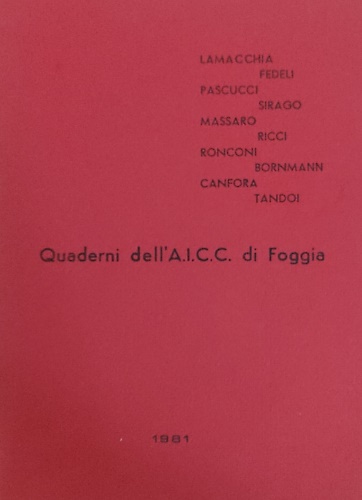 LAMACCHIA
FEDELI
PASCUCCI
SIRAGO
MASSARO
RICCI
RONCONI
BORNMANN
CANFORA
TANDOI
Quaderni dell'A.I.C.C. di Foggia
1981